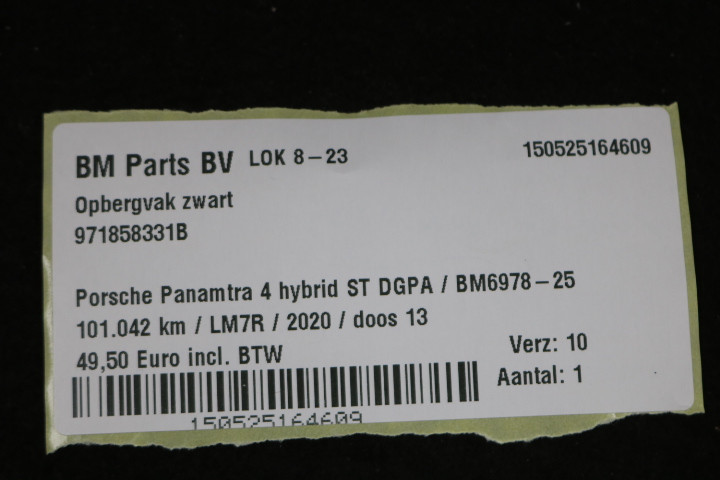 BM Parts BV LOK 8-23 150525164609
Opbergvak zwart
971858331B
Porsche Panamtra 4 hybrid ST DGPA / BM6978-25
101.042 km / LM7R / 2020 / doos 13
49,50 Euro incl. BTW Verz: 10
Aantal: 1
150525164609